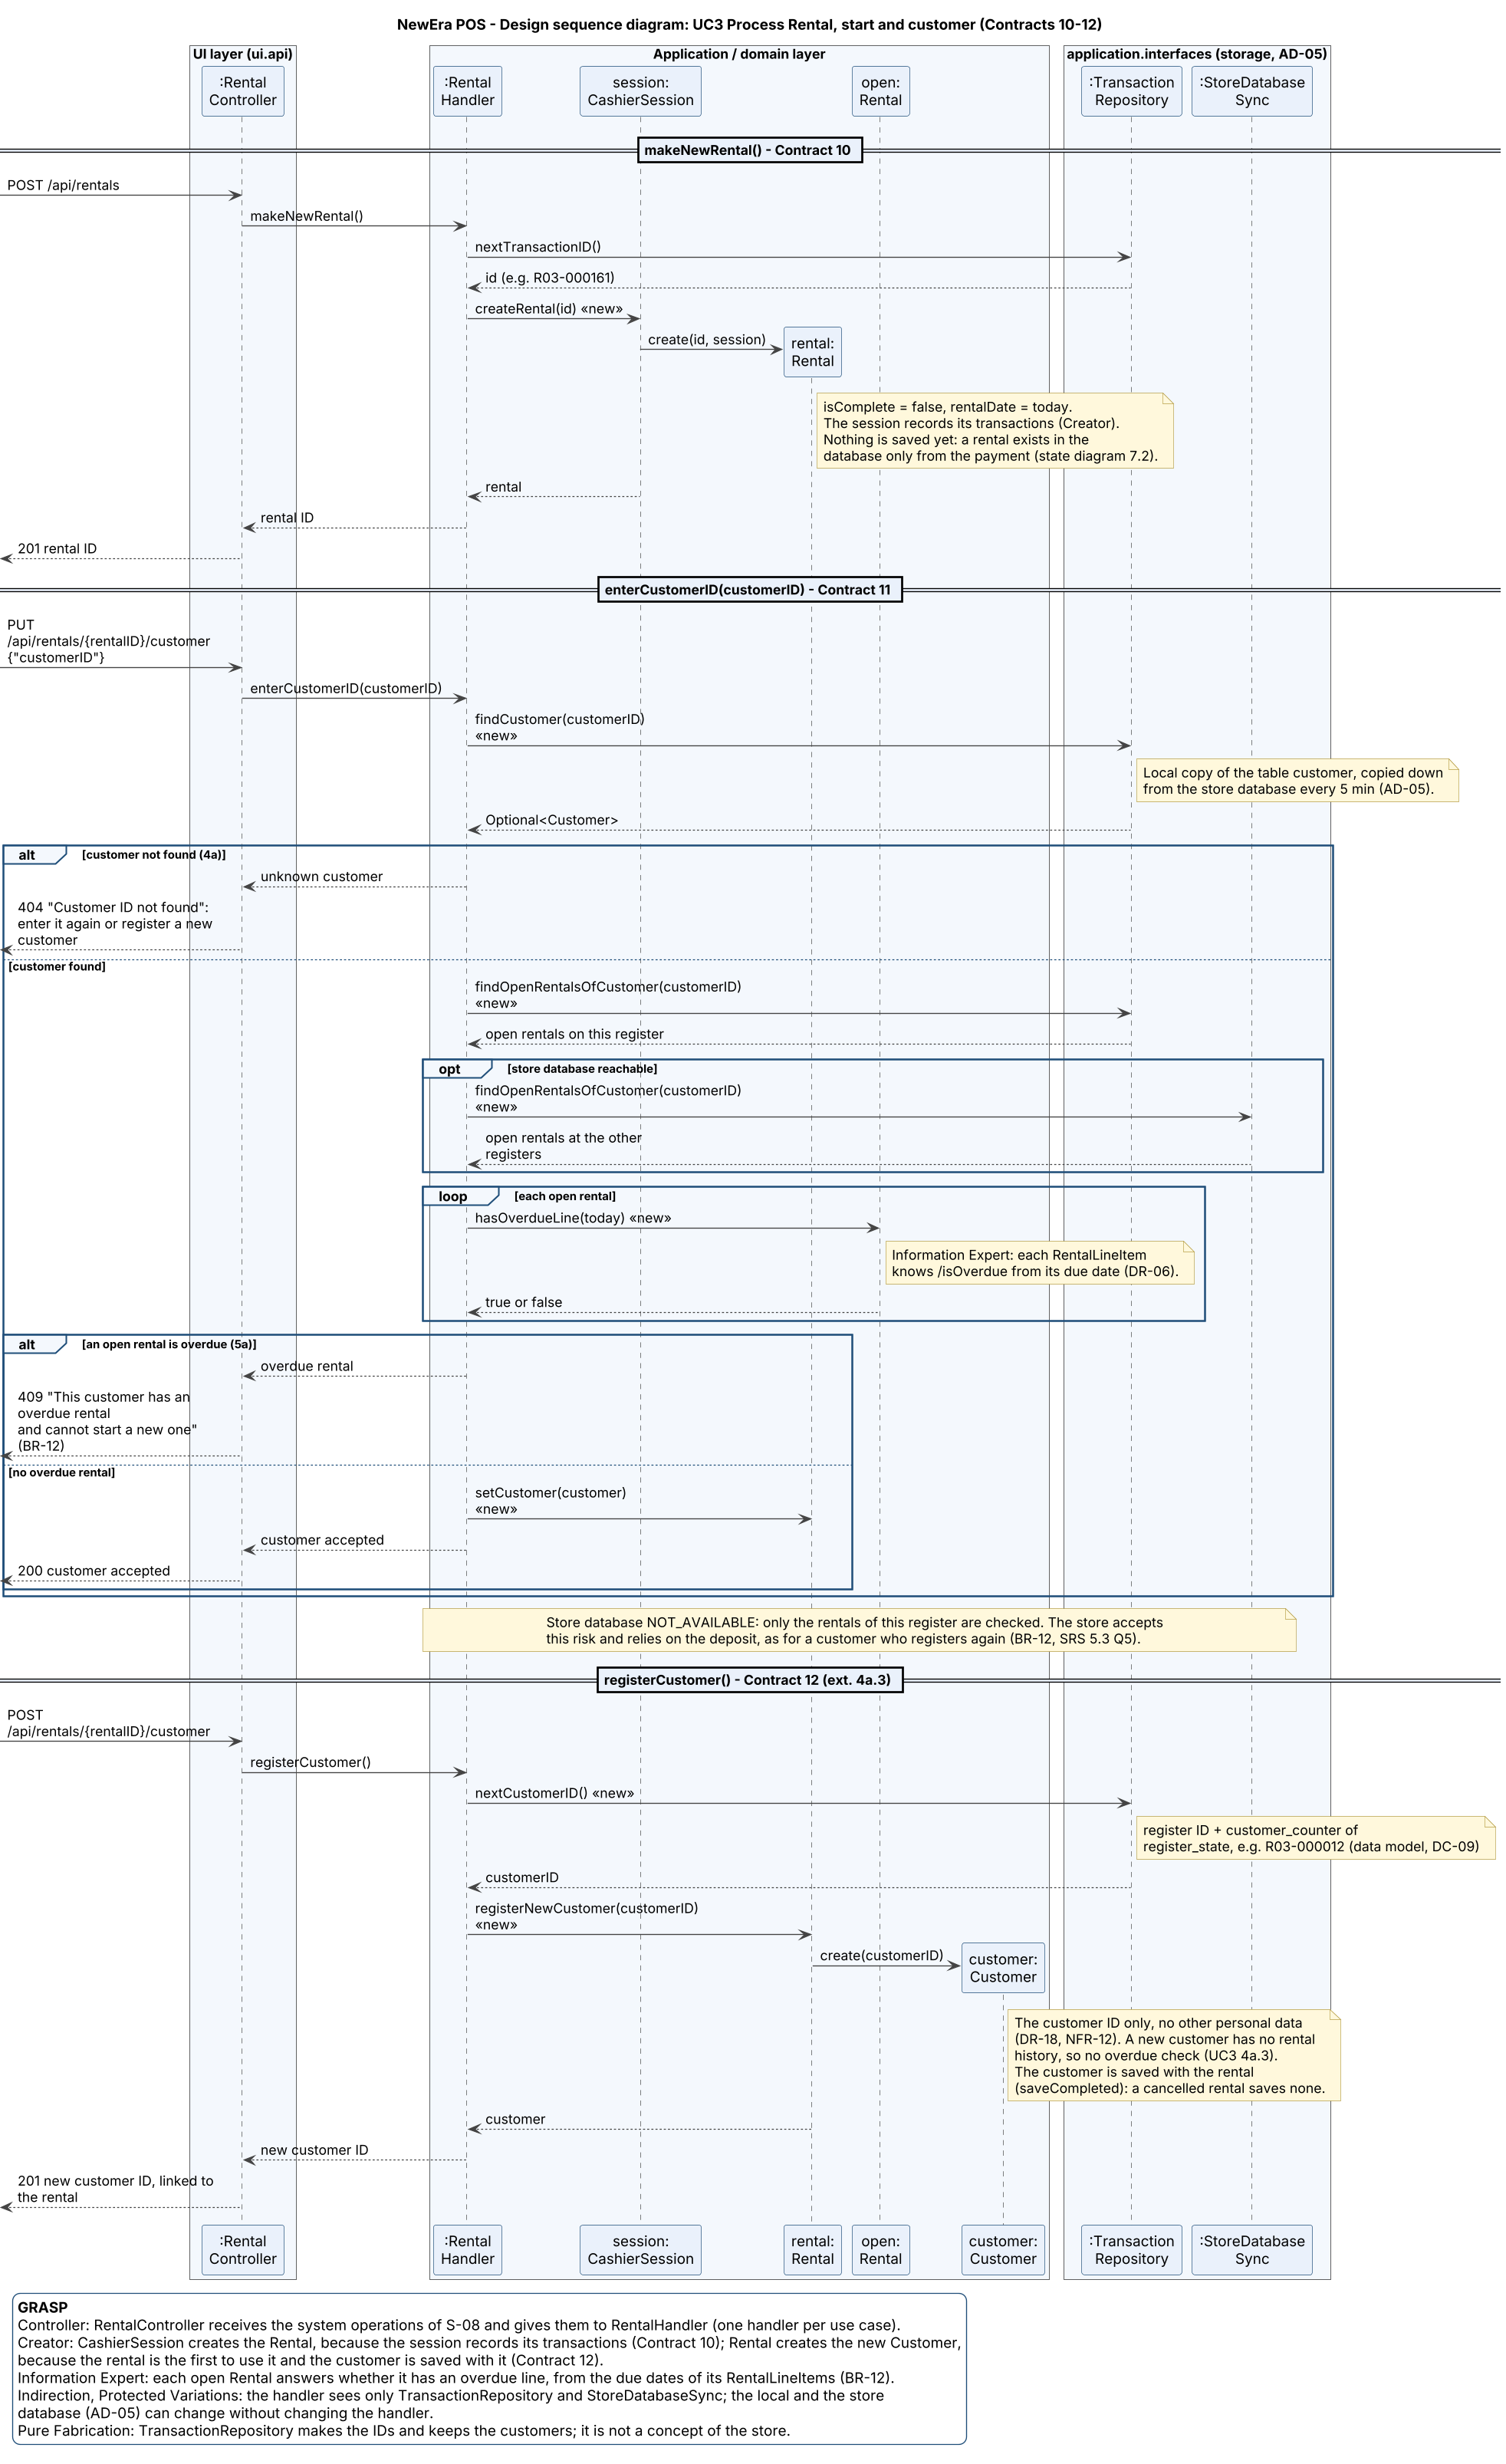 NewEra POS - Design sequence diagram: UC3 Process Rental, start and customer (Contracts 10-12)
UI layer (ui.api)
Application / domain layer
application.interfaces (storage, AD-05)
:Rental
Controller
:Rental
Handler
session:
CashierSession
open:
Rental
:Transaction
Repository
:StoreDatabase
Sync
makeNewRental() - Contract 10
POST /api/rentals
makeNewRental()
nextTransactionID()
id (e.g. R03-000161)
createRental(id) «new»
create(id, session)
rental:
Rental
isComplete = false, rentalDate = today.
The session records its transactions (Creator).
Nothing is saved yet: a rental exists in the
database only from the payment (state diagram 7.2).
rental
rental ID
201 rental ID
enterCustomerID(customerID) - Contract 11
PUT
/api/rentals/{rentalID}/customer
{"customerID"}
enterCustomerID(customerID)
findCustomer(customerID)
«new»
Local copy of the table customer, copied down
from the store database every 5 min (AD-05).
Optional<Customer>
alt
[customer not found (4a)]
unknown customer
404 "Customer ID not found":
enter it again or register a new
customer
[customer found]
findOpenRentalsOfCustomer(customerID)
«new»
open rentals on this register
opt
[store database reachable]
findOpenRentalsOfCustomer(customerID)
«new»
open rentals at the other
registers
loop
[each open rental]
hasOverdueLine(today) «new»
Information Expert: each RentalLineItem
knows /isOverdue from its due date (DR-06).
true or false
alt
[an open rental is overdue (5a)]
overdue rental
409 "This customer has an
overdue rental
and cannot start a new one"
(BR-12)
[no overdue rental]
setCustomer(customer)
«new»
customer accepted
200 customer accepted
Store database NOT_AVAILABLE: only the rentals of this register are checked. The store accepts
this risk and relies on the deposit, as for a customer who registers again (BR-12, SRS 5.3 Q5).
registerCustomer() - Contract 12 (ext. 4a.3)
POST
/api/rentals/{rentalID}/customer
registerCustomer()
nextCustomerID() «new»
register ID + customer_counter of
register_state, e.g. R03-000012 (data model, DC-09)
customerID
registerNewCustomer(customerID)
«new»
create(customerID)
customer:
Customer
The customer ID only, no other personal data
(DR-18, NFR-12). A new customer has no rental
history, so no overdue check (UC3 4a.3).
The customer is saved with the rental
(saveCompleted): a cancelled rental saves none.
customer
new customer ID
201 new customer ID, linked to
the rental
:Rental
Controller
:Rental
Handler
session:
CashierSession
rental:
Rental
open:
Rental
customer:
Customer
:Transaction
Repository
:StoreDatabase
Sync
GRASP
Controller: RentalController receives the system operations of S-08 and gives them to RentalHandler (one handler per use case).
Creator: CashierSession creates the Rental, because the session records its transactions (Contract 10); Rental creates the new Customer,
because the rental is the first to use it and the customer is saved with it (Contract 12).
Information Expert: each open Rental answers whether it has an overdue line, from the due dates of its RentalLineItems (BR-12).
Indirection, Protected Variations: the handler sees only TransactionRepository and StoreDatabaseSync; the local and the store
database (AD-05) can change without changing the handler.
Pure Fabrication: TransactionRepository makes the IDs and keeps the customers; it is not a concept of the store.